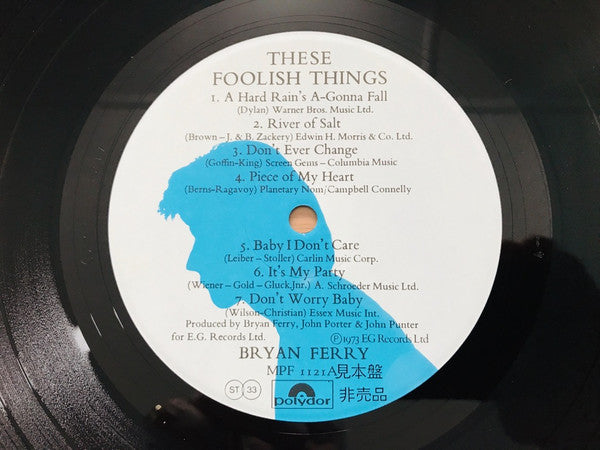 THESE
FOOLISH THINGS
1. A Hard Rain's A-Gonna Fall
(Dylan) Warner Bros. Music Ltd.
2. River of Salt
(Brown – J. & B. Zackery) Edwin H. Morris & Co. Ltd.
3. Don't Ever Change
(Goffin-King) Screen Gems – Columbia Music
4. Piece of My Heart
(Berns-Ragavoy) Planetary Nom/Campbell Connelly
5. Baby I Don't Care
(Leiber – Stoller) Carlin Music Corp.
6. It's My Party
(Wiener – Gold – Gluck, Jnr.) A. Schroeder Music Ltd.
7. Don't Worry Baby
(Wilson-Christian) Essex Music Int.
Produced by Bryan Ferry, John Porter & John Punter
for E.G. Records Ltd. Ⓟ1973 EG Records Ltd
BRYAN FERRY
MPF 1121A 見本盤
ST 33 polydor 非売品